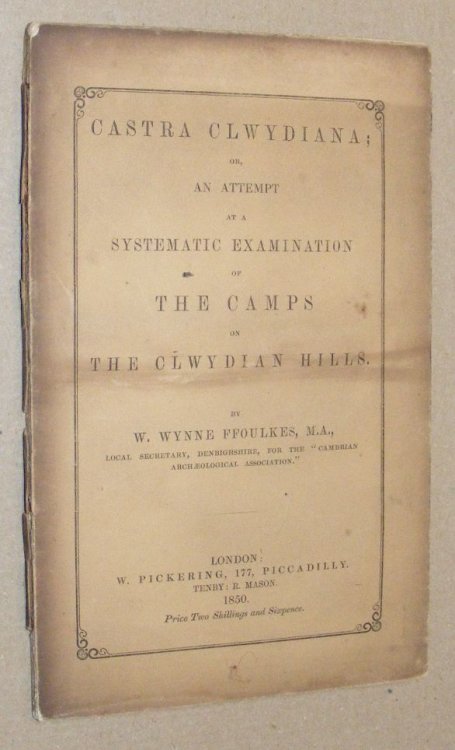 CASTRA CLWYDIANA;
OR,
AN ATTEMPT
AT A
SYSTEMATIC EXAMINATION
OF
THE CAMPS
ON
THE CLWYDIAN HILLS.
BY
W. WYNNE FFOULKES, M.A.,
LOCAL SECRETARY, DENBIGHSHIRE, FOR THE "CAMBRIAN
ARCHÆOLOGICAL ASSOCIATION."
LONDON:
W. PICKERING, 177, PICCADILLY.
TENBY: R. MASON.
1850.
Price Two Shillings and Sixpence.